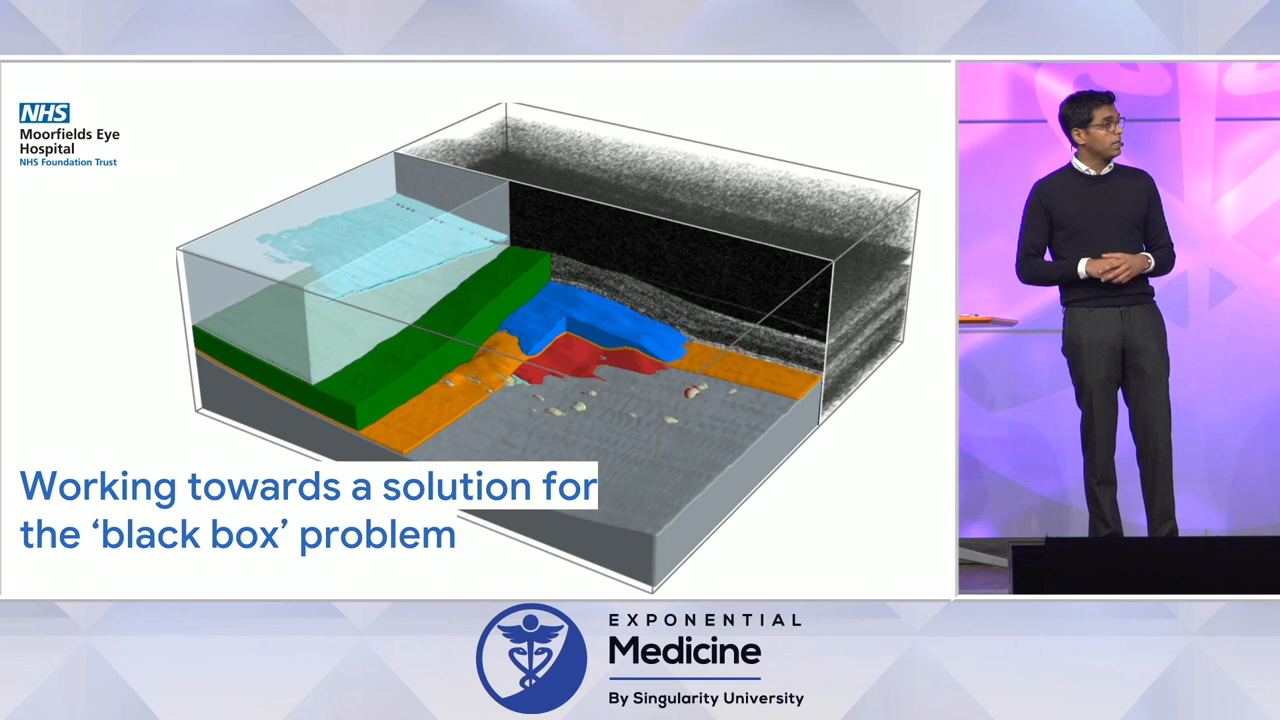 NHS
Moorfields Eye
Hospital
NHS Foundation Trust
Working towards a solution for
the ‘black box’ problem
EXPONENTIAL
Medicine
By Singularity University